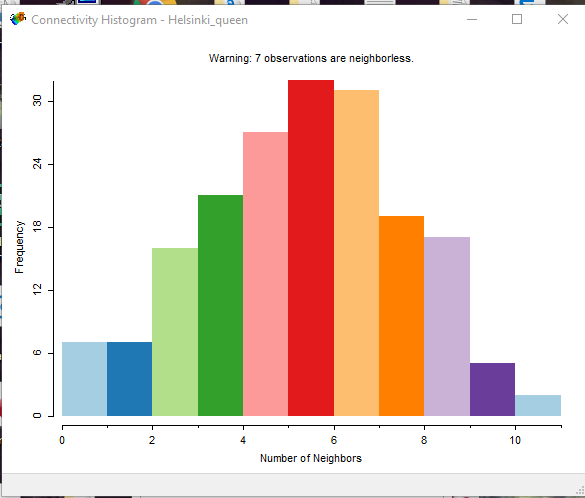 Connectivity Histogram - Helsinki_queen
Warning: 7 observations are neighborless.
30
24
18
12
6
0
Frequency
0 2 4 6 8 10
Number of Neighbors